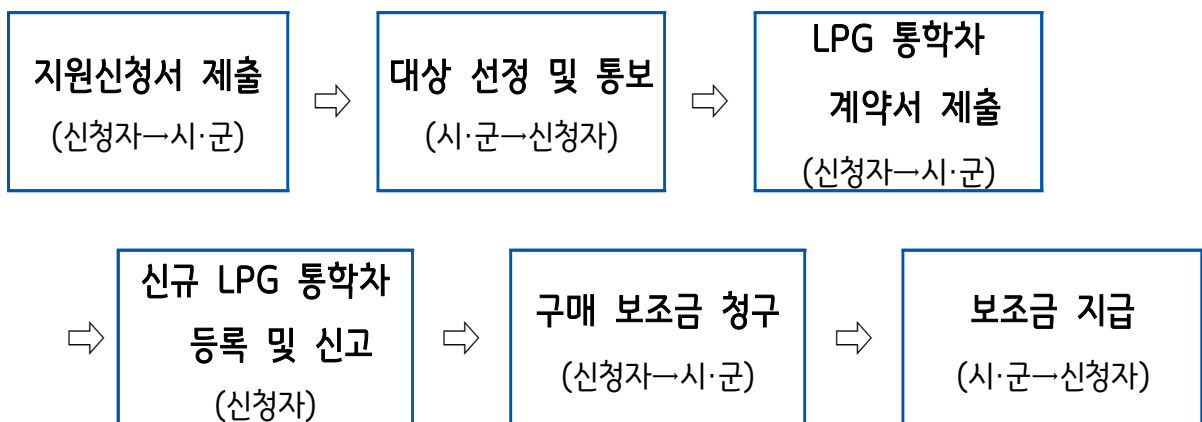 지원신청서 제출
(신청자→시·군)
⇨
대상 선정 및 통보
(시·군→신청자)
⇨
LPG 통학차
계약서 제출
(신청자→시·군)
⇨
신규 LPG 통학차
등록 및 신고
(신청자)
⇨
구매 보조금 청구
(신청자→시·군)
⇨
보조금 지급
(시·군→신청자)